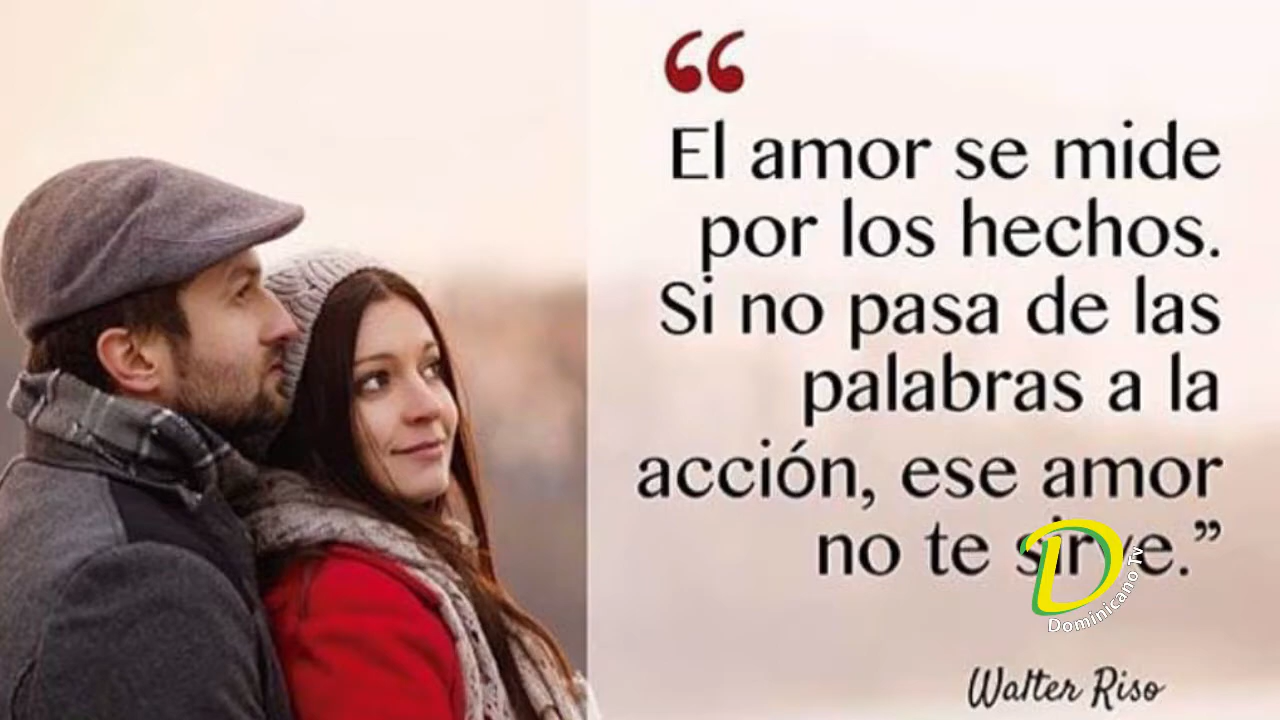 “
El amor se mide
por los hechos.
Si no pasa de las
palabras a la
acción, ese amor
no te sirve.”
Dominicano Tv
Walter Riso